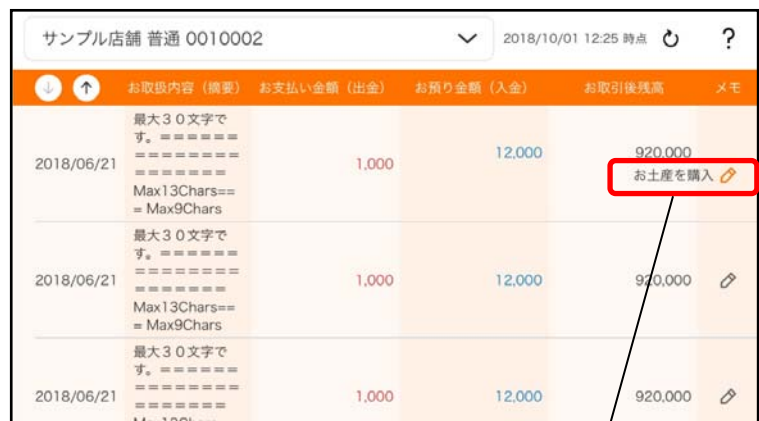 サンプル店舗 普通 0010002
2018/10/01 12:25 時点
?
お取扱内容（摘要） お支払い金額（出金） お預り金額（入金） お取引後残高 メモ
2018/06/21
最大３０文字で
す。＝＝＝＝＝＝
＝＝＝＝＝＝＝＝
＝＝＝＝＝＝＝
Max13Chars==
= Max9Chars
1,000
12,000
920,000
お土産を購入
2018/06/21
最大３０文字で
す。＝＝＝＝＝＝
＝＝＝＝＝＝＝＝
＝＝＝＝＝＝＝
Max13Chars==
= Max9Chars
1,000
12,000
920,000
2018/06/21
最大３０文字で
す。＝＝＝＝＝＝
＝＝＝＝＝＝＝＝
＝＝＝＝＝＝＝
1,000
12,000
920,000